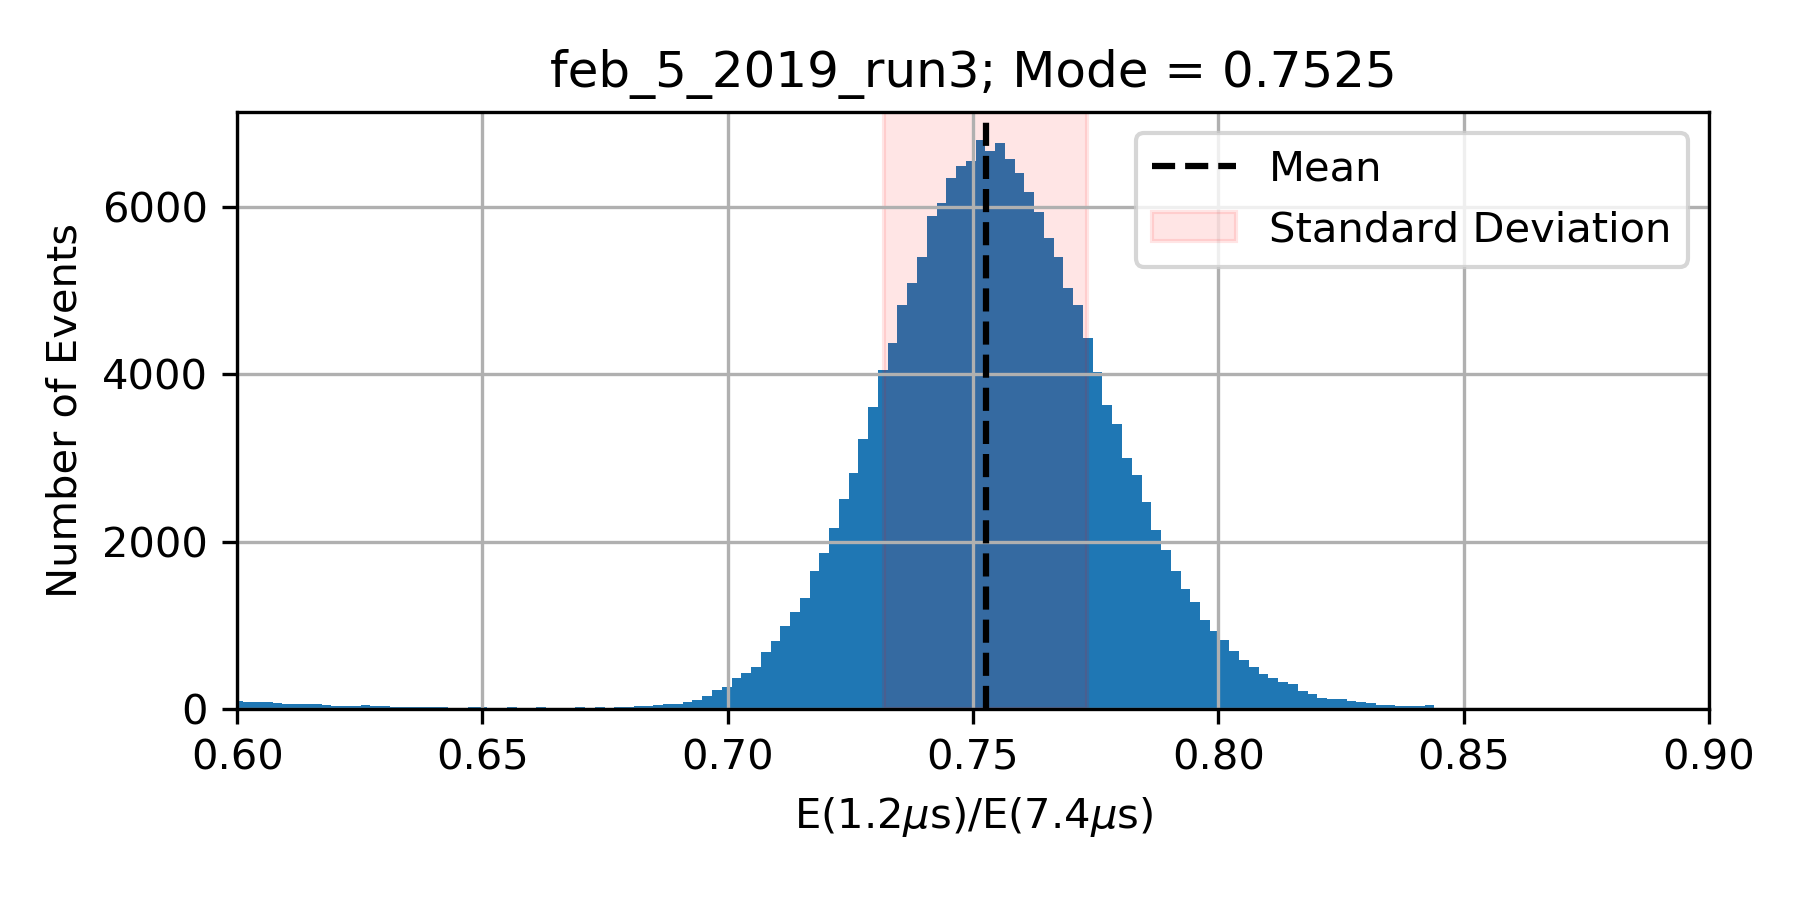 feb_5_2019_run3; Mode = 0.7525
Mean
Standard Deviation
Number of Events
6000
4000
2000
0
0.60 0.65 0.70 0.75 0.80 0.85 0.90
E(1.2μs)/E(7.4μs)